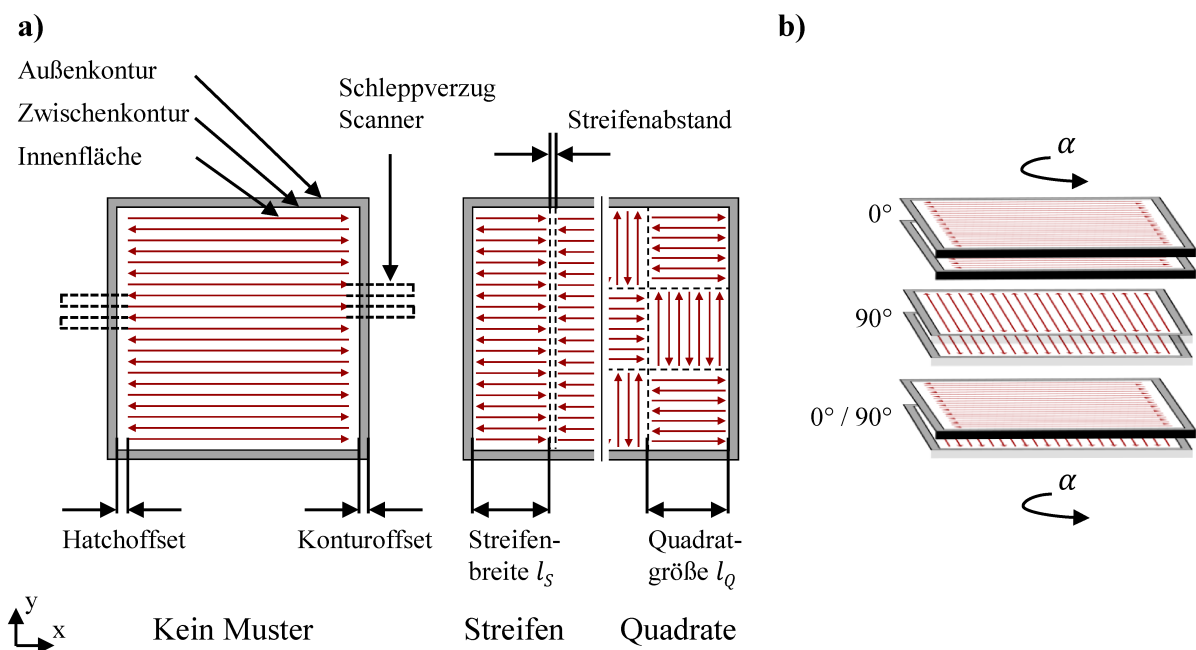 a)
Außenkontur
Zwischenkontur
Innenfläche
Schleppverzug
Scanner
Streifenabstand
Hatchoffset
Konturoffset
Streifen-
breite l_S
Quadrat-
größe l_Q
y
x
Kein Muster
Streifen
Quadrate
b)
α
0°
90°
0° / 90°
α